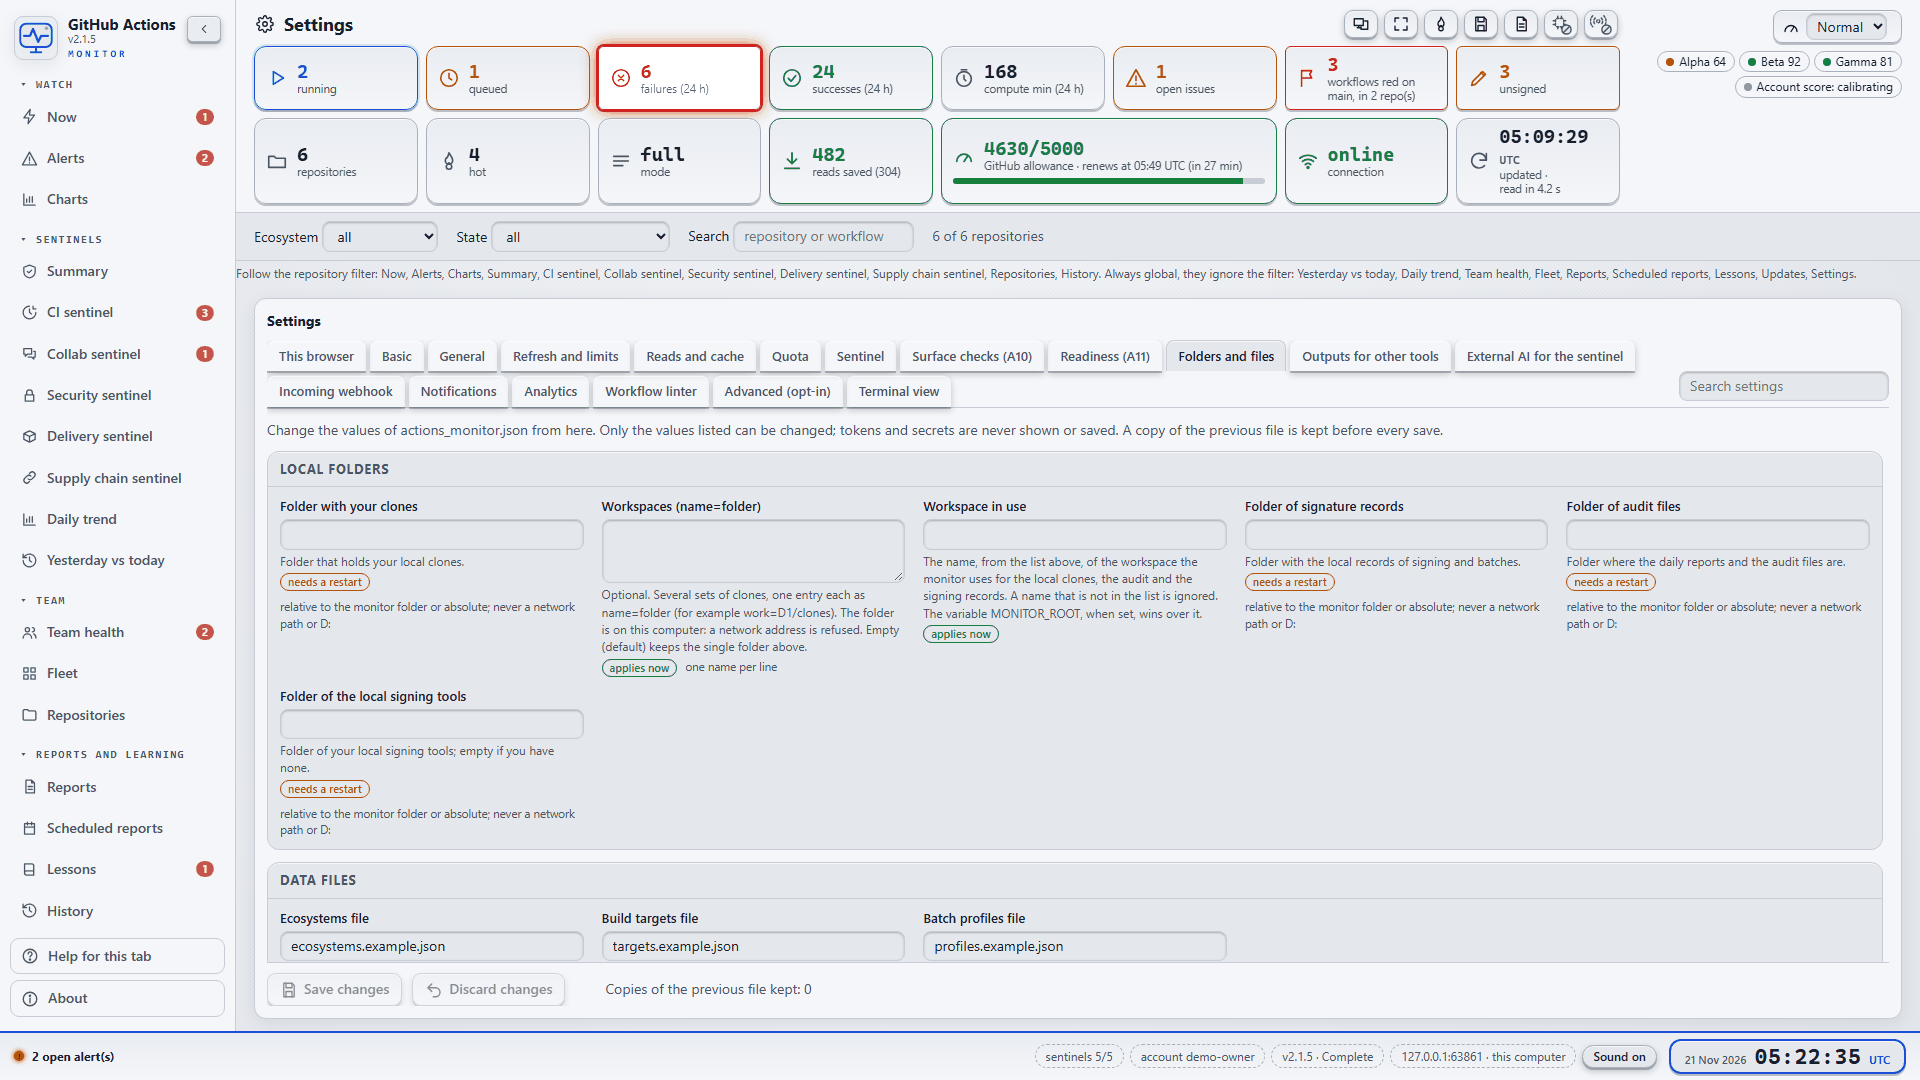 GitHub Actions
v2.1.5
MONITOR
WATCH
Now 1
Alerts 2
Charts
SENTINELS
Summary
CI sentinel 3
Collab sentinel 1
Security sentinel
Delivery sentinel
Supply chain sentinel
Daily trend
Yesterday vs today
TEAM
Team health 2
Fleet
Repositories
REPORTS AND LEARNING
Reports
Scheduled reports
Lessons 1
History
Help for this tab
About
Settings
Normal
2
running
1
queued
6
failures (24 h)
24
successes (24 h)
168
compute min (24 h)
1
open issues
3
workflows red on
main, in 2 repo(s)
3
unsigned
Alpha 64
Beta 92
Gamma 81
Account score: calibrating
6
repositories
4
hot
full
mode
482
reads saved (304)
4630/5000
GitHub allowance · renews at 05:49 UTC (in 27 min)
online
connection
05:09:29
UTC
updated ·
read in 4.2 s
Ecosystem all State all Search repository or workflow 6 of 6 repositories
Follow the repository filter: Now, Alerts, Charts, Summary, CI sentinel, Collab sentinel, Security sentinel, Delivery sentinel, Supply chain sentinel, Repositories, History. Always global, they ignore the filter: Yesterday vs today, Daily trend, Team health, Fleet, Reports, Scheduled reports, Lessons, Updates, Settings.
Settings
This browser Basic General Refresh and limits Reads and cache Quota Sentinel Surface checks (A10) Readiness (A11) Folders and files Outputs for other tools External AI for the sentinel
Incoming webhook Notifications Analytics Workflow linter Advanced (opt-in) Terminal view
Search settings
Change the values of actions_monitor.json from here. Only the values listed can be changed; tokens and secrets are never shown or saved. A copy of the previous file is kept before every save.
LOCAL FOLDERS
Folder with your clones
Folder that holds your local clones.
needs a restart
relative to the monitor folder or absolute; never a network
path or D:
Workspaces (name=folder)
Optional. Several sets of clones, one entry each as
name=folder (for example work=D1/clones). The folder
is on this computer: a network address is refused. Empty
(default) keeps the single folder above.
applies now one name per line
Workspace in use
The name, from the list above, of the workspace the
monitor uses for the local clones, the audit and the
signing records. A name that is not in the list is ignored.
The variable MONITOR_ROOT, when set, wins over it.
applies now
Folder of signature records
Folder with the local records of signing and batches.
needs a restart
relative to the monitor folder or absolute; never a network
path or D:
Folder of audit files
Folder where the daily reports and the audit files are.
needs a restart
relative to the monitor folder or absolute; never a network
path or D:
Folder of the local signing tools
Folder of your local signing tools; empty if you have
none.
needs a restart
relative to the monitor folder or absolute; never a network
path or D:
DATA FILES
Ecosystems file
ecosystems.example.json
Build targets file
targets.example.json
Batch profiles file
profiles.example.json
Save changes Discard changes Copies of the previous file kept: 0
2 open alert(s)
sentinels 5/5
account demo-owner
v2.1.5 · Complete
127.0.0.1:63861 · this computer
Sound on
21 Nov 2026 05:22:35 UTC